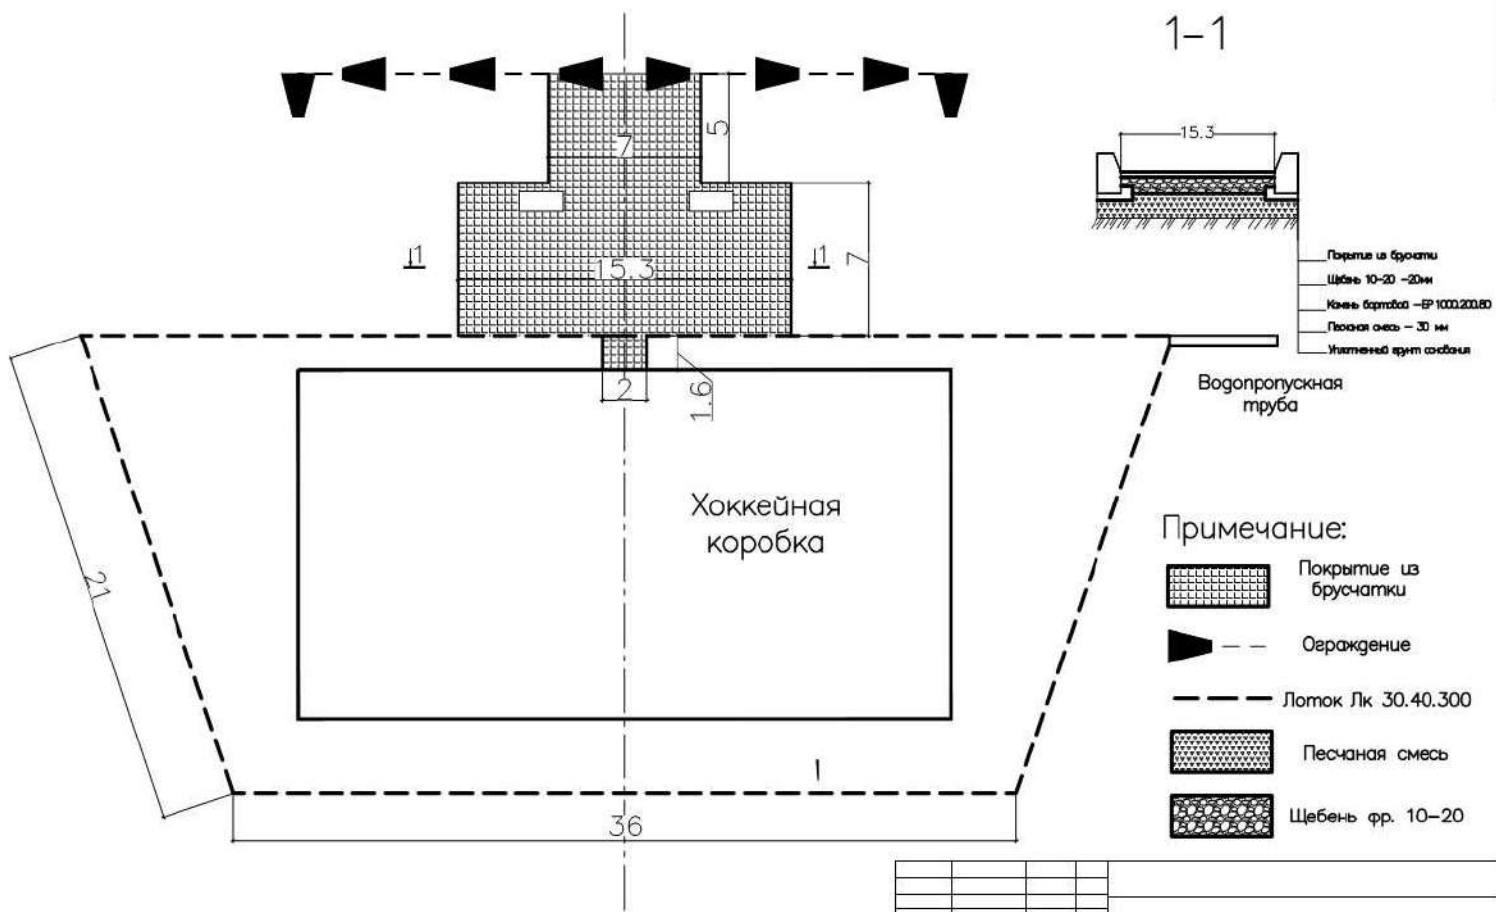 1-1
15.3
7
5
1
15.3
1
7
Покрытие из брусчатки
Щебень 10-20 -20мм
Камень бортовой -БР 1000.200.80
Песчаная смесь - 30 мм
Уплотненный грунт основания
Водопропускная
труба
2
1.6
Хоккейная
коробка
21
36
Примечание:
Покрытие из
брусчатки
Ограждение
Лоток Лк 30.40.300
Песчаная смесь
Щебень фр. 10-20